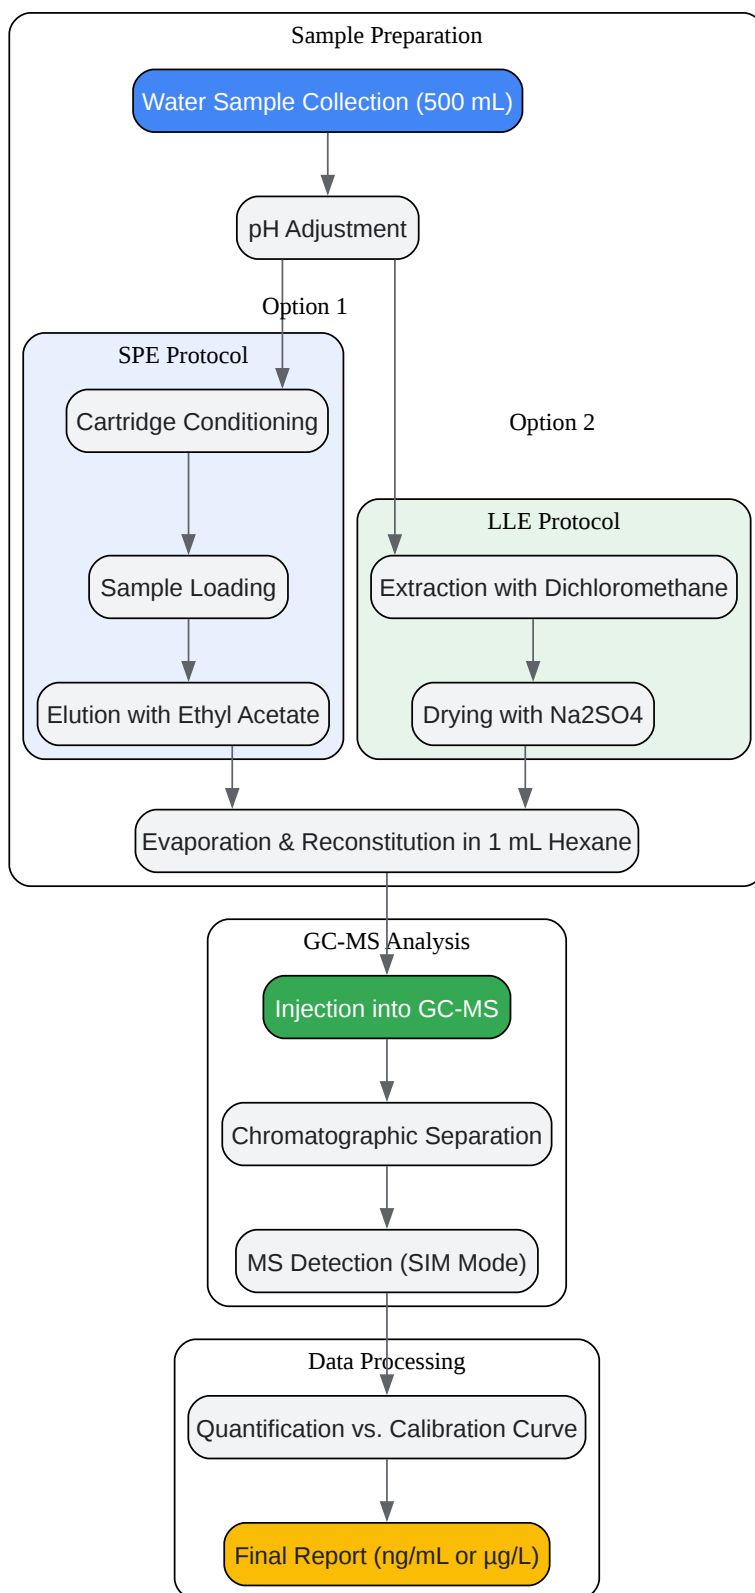 Sample Preparation
Water Sample Collection (500 mL)
pH Adjustment
Option 1
SPE Protocol
Cartridge Conditioning
Option 2
LLE Protocol
Sample Loading
Extraction with Dichloromethane
Elution with Ethyl Acetate
Drying with Na2SO4
Evaporation & Reconstitution in 1 mL Hexane
GC-MS Analysis
Injection into GC-MS
Chromatographic Separation
MS Detection (SIM Mode)
Data Processing
Quantification vs. Calibration Curve
Final Report (ng/mL or µg/L)